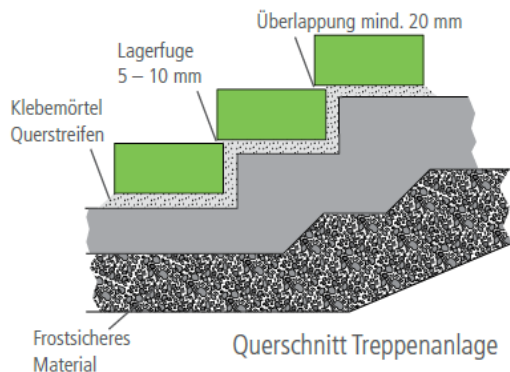 Überlappung mind. 20 mm
Lagerfuge
5 – 10 mm
Klebemörtel
Querstreifen
Frostsicheres
Material
Querschnitt Treppenanlage